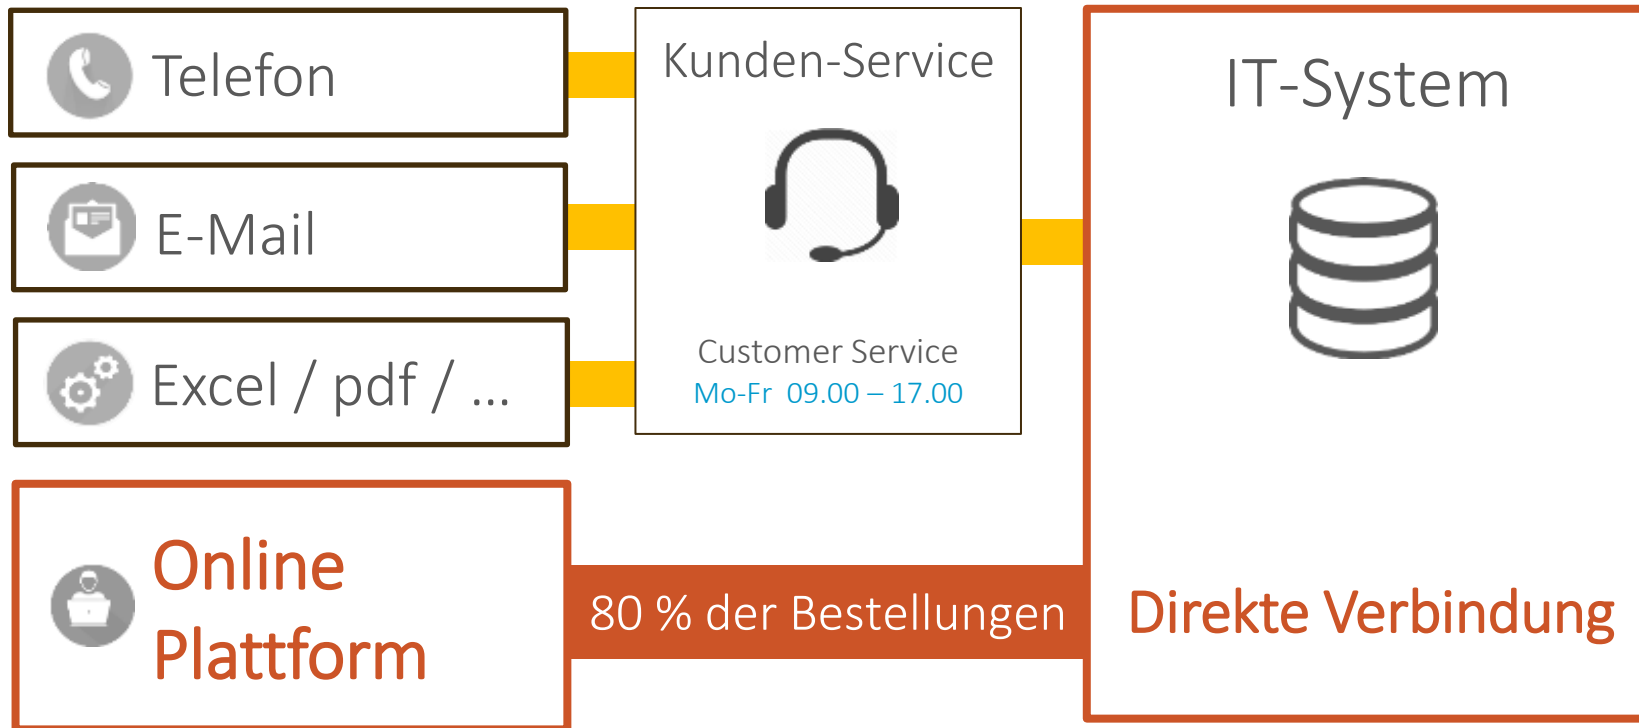 Telefon
E-Mail
Excel / pdf / ...
Online
Plattform
Kunden-Service
Customer Service
Mo-Fr  09.00 – 17.00
80 % der Bestellungen
IT-System
Direkte Verbindung